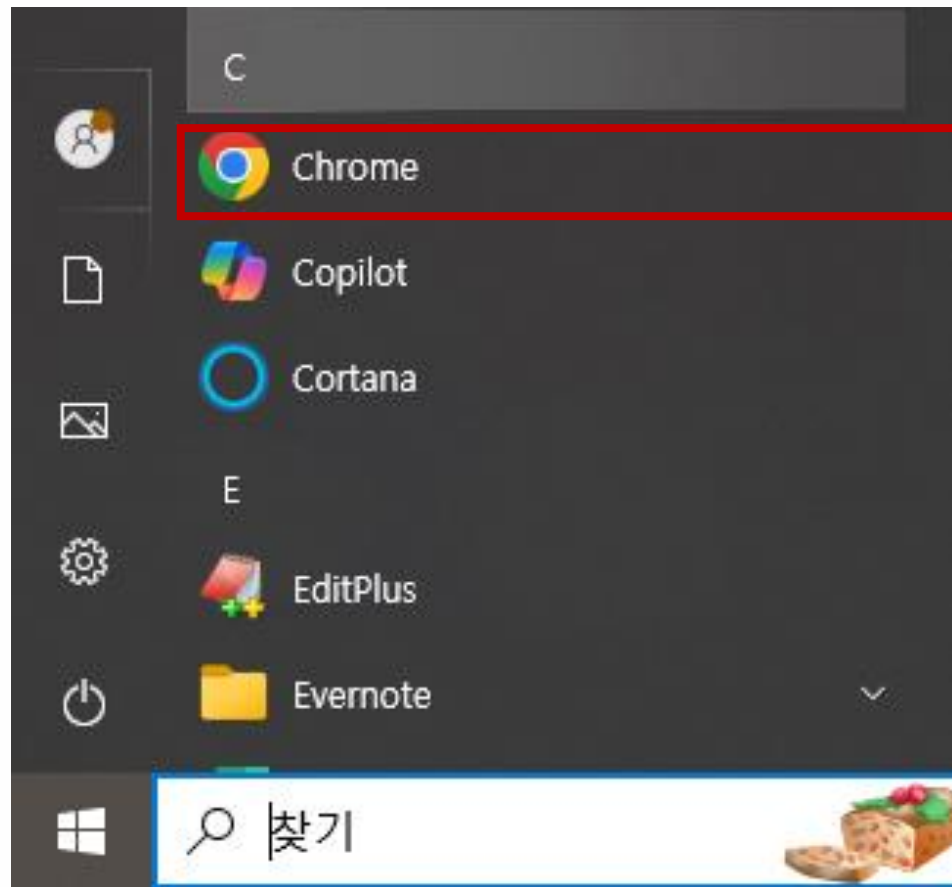 C
Chrome
Copilot
Cortana
E
EditPlus
Evernote
찾기